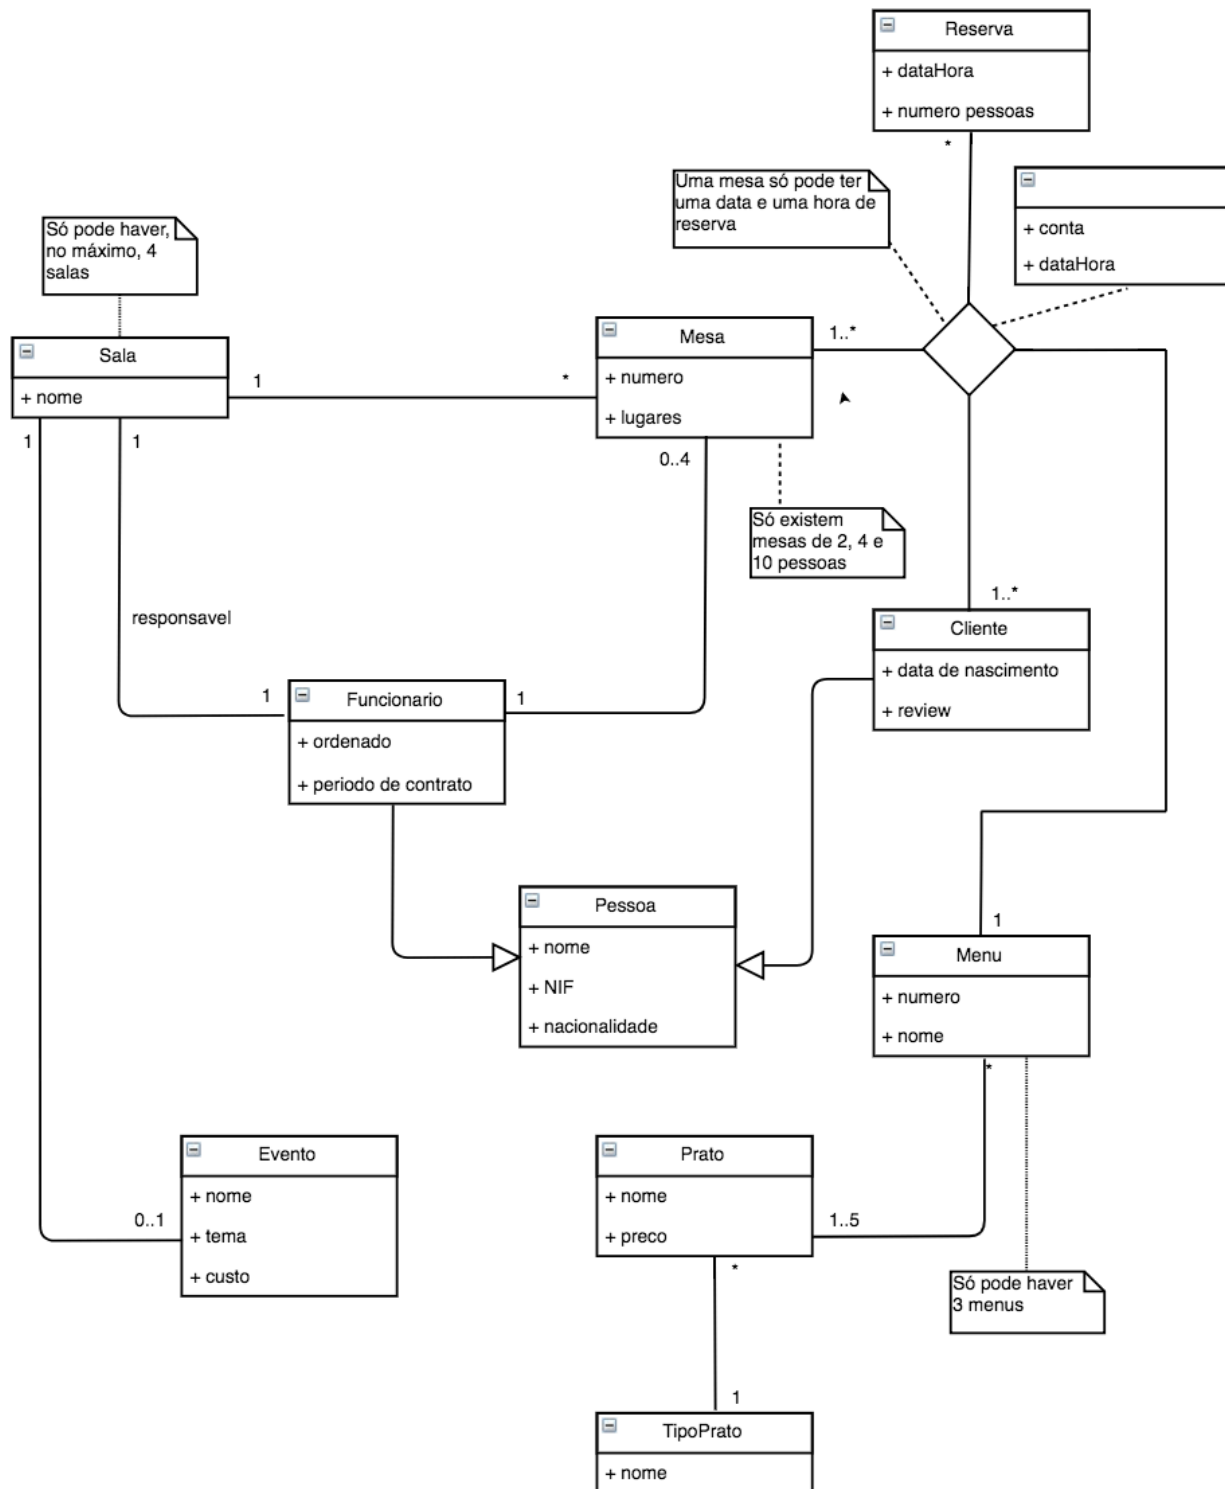 Reserva
+ dataHora
+ numero pessoas
*
Uma mesa só pode ter
uma data e uma hora de
reserva
+ conta
+ dataHora
Só pode haver,
no máximo, 4
salas
Sala
+ nome
1
*
1
1
Mesa
+ numero
+ lugares
1..*
0..4
Só existem
mesas de 2, 4 e
10 pessoas
1..*
Cliente
+ data de nascimento
+ review
responsavel
1
Funcionario
+ ordenado
+ periodo de contrato
1
Pessoa
+ nome
+ NIF
+ nacionalidade
1
Menu
+ numero
+ nome
*
Evento
+ nome
+ tema
+ custo
0..1
Prato
+ nome
+ preco
1..5
*
Só pode haver
3 menus
1
TipoPrato
+ nome